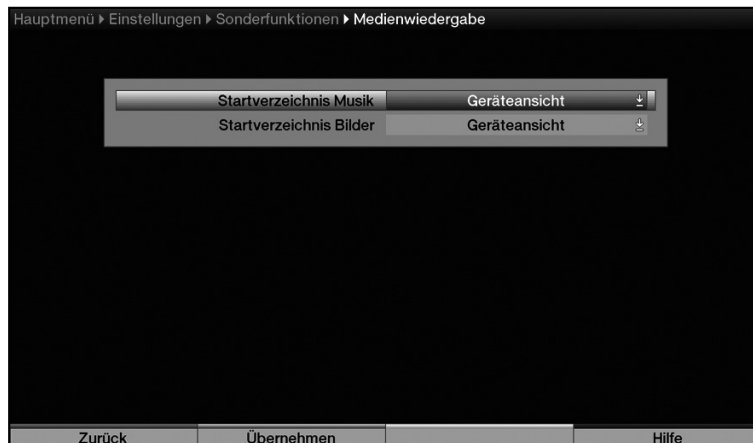 Hauptmenü ▸ Einstellungen ▸ Sonderfunktionen ▸ Medienwiedergabe
Startverzeichnis Musik Geräteansicht
Startverzeichnis Bilder Geräteansicht
Zurück Übernehmen Hilfe